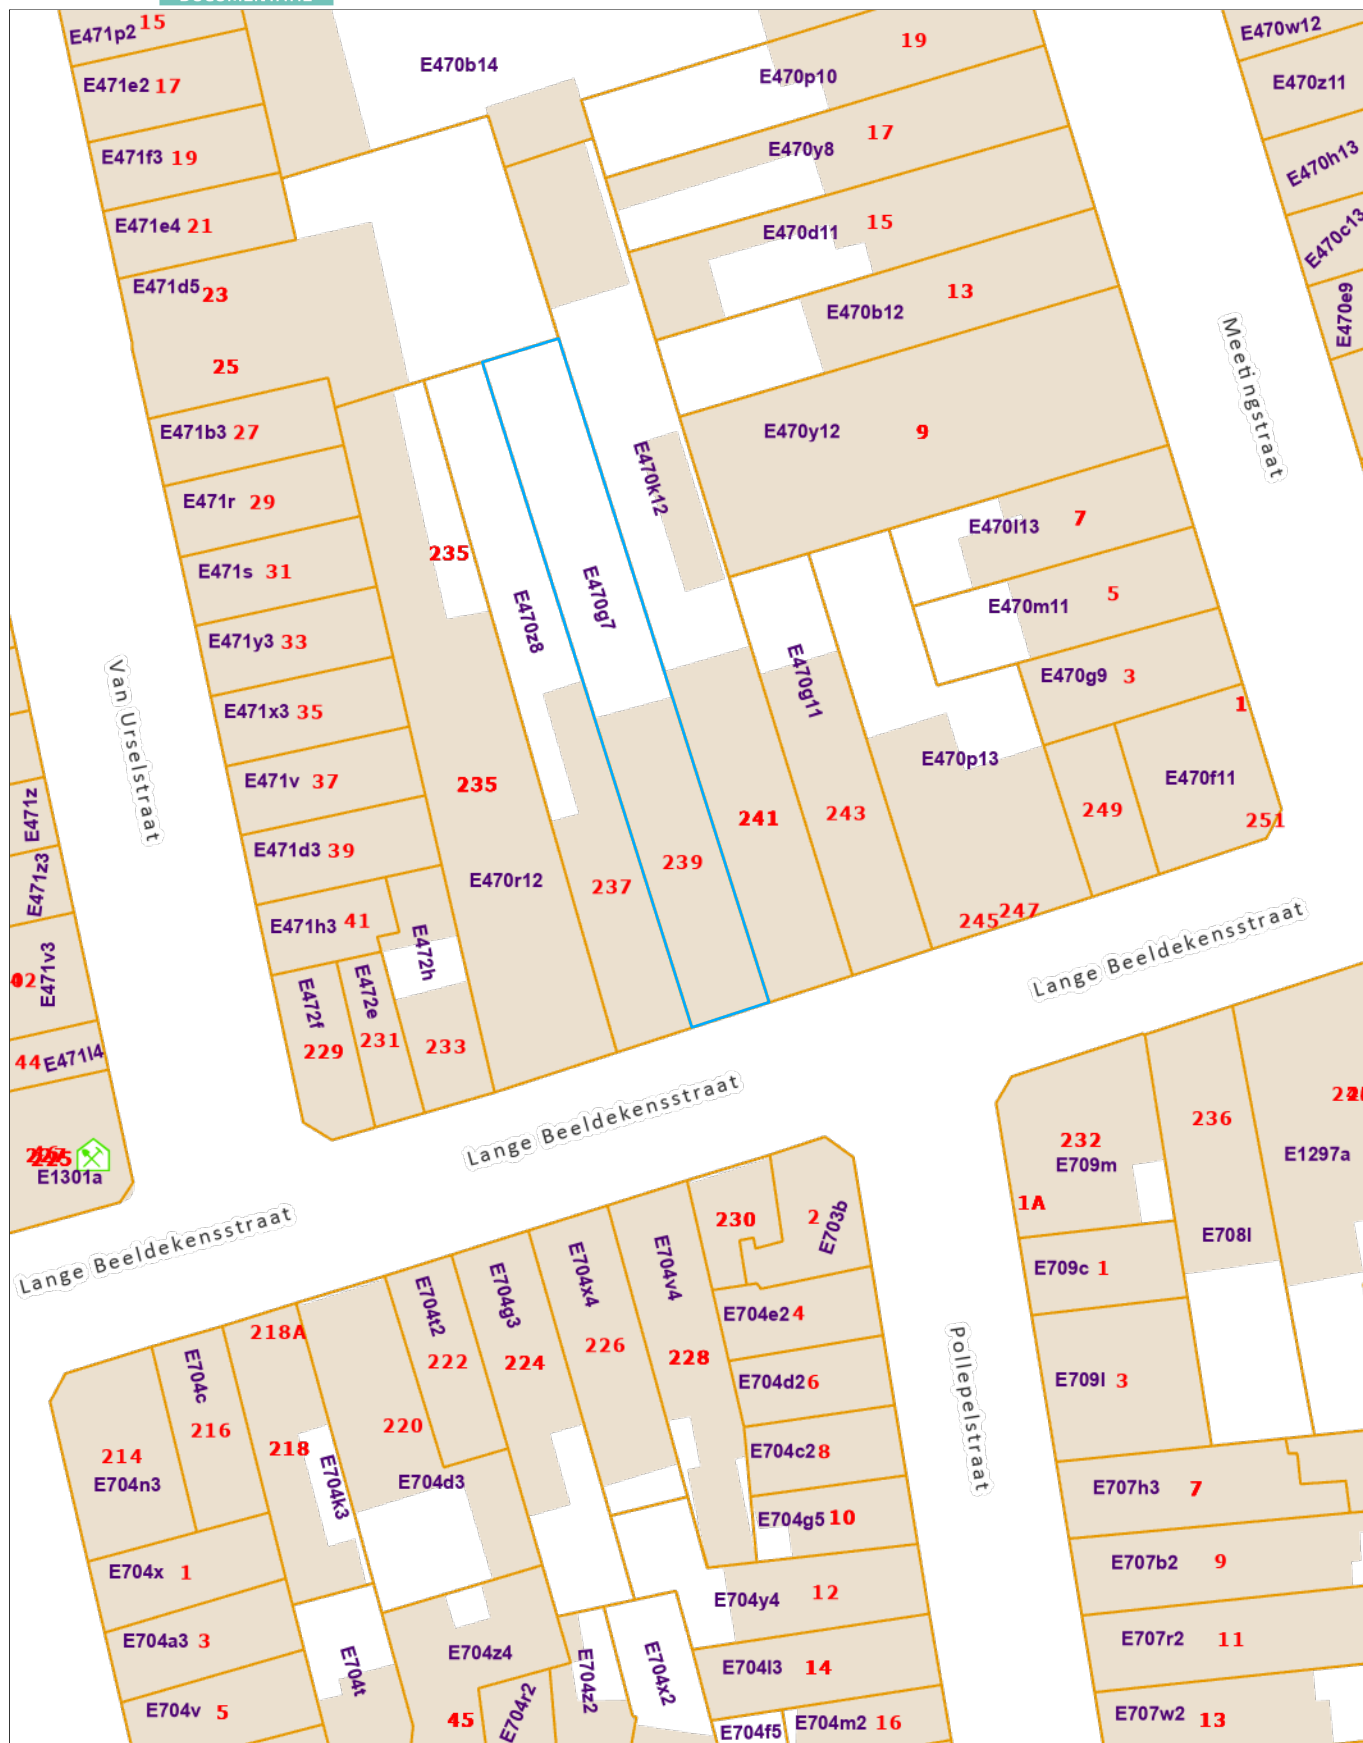 E471p2 15
19
E470w12
E470b14
E470p10
E471e2 17
E470z11
17
E470y8
E471f3 19
E470h13
E471e4 21
15
E470d11
E470c13
E471d5 23
13
E470b12
E470e9
25
Meetingstraat
E471b3 27
E470y12 9
E470k12
E471r 29
E470l13 7
235
E471s 31
E470g7
E470m11 5
E470z8
E471y3 33
E470g11
E470g9 3
E471x3 35
1
Van Urselstraat
E470p13
E471v 37
235
E470f11
E471z
241
243
249
251
E471d3 39
239
E471z3
E470r12
237
E471h3 41
245
247
Lange Beeldekensstraat
E472h
E471v3
E472f
E472e
229
231
233
44 E471l4
Lange Beeldekensstraat
236
232
E709m
E1297a
225
E1301a
1A
230
2
E703b
E708l
Lange Beeldekensstraat
E709c 1
E704t2
E704g3
E704x4
E704v4
E704e2 4
218A
222
224
226
228
Pollepelstraat
E704c
E704d2 6
E709l 3
216
220
214
218
E704c2 8
E704n3
E704k3
E704d3
E707h3 7
E704g5 10
E704x 1
E707b2 9
E704y4 12
E704a3 3
E704z4
E704t
E704z2
E704x2
E707r2 11
E704l3 14
E704v 5
45
E704r2
E704f5
E704m2 16
E707w2 13